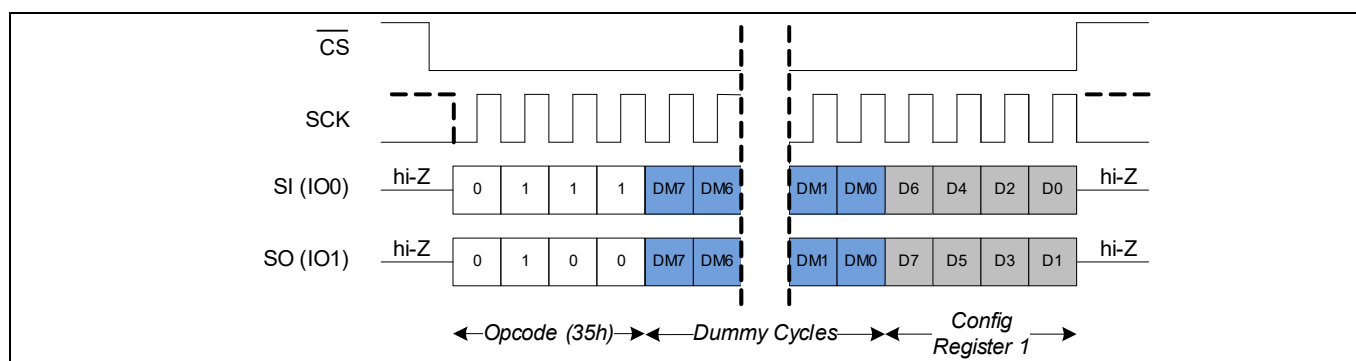 CS
SCK
SI (IO0) hi-Z 0 1 1 1 DM7 DM6 DM1 DM0 D6 D4 D2 D0 hi-Z
SO (IO1) hi-Z 0 1 0 0 DM7 DM6 DM1 DM0 D7 D5 D3 D1 hi-Z
Opcode (35h) Dummy Cycles Config
Register 1